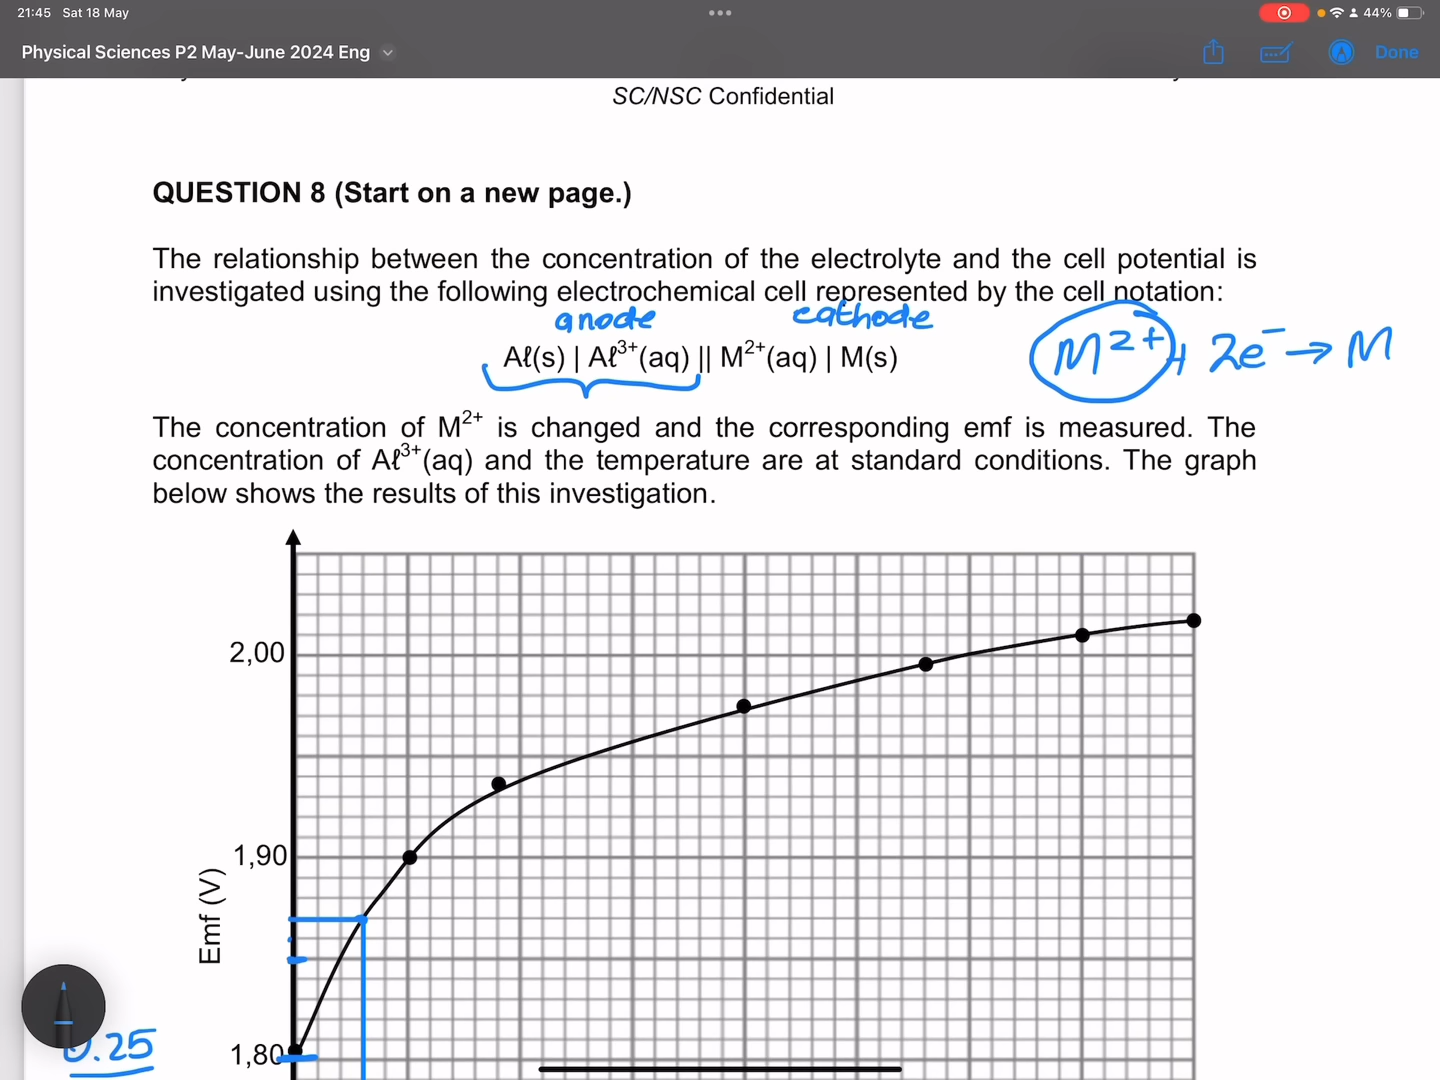 21:45 Sat 18 May
44%
Physical Sciences P2 May-June 2024 Eng
Done
SC/NSC Confidential
QUESTION 8 (Start on a new page.)
The relationship between the concentration of the electrolyte and the cell potential is
investigated using the following electrochemical cell represented by the cell notation:
anode cathode
Aℓ(s) | Aℓ³⁺(aq) || M²⁺(aq) | M(s)
M²⁺ + 2e⁻ → M
The concentration of M²⁺ is changed and the corresponding emf is measured. The
concentration of Aℓ³⁺(aq) and the temperature are at standard conditions. The graph
below shows the results of this investigation.
2,00
1,90
Emf (V)
1,80
0.25